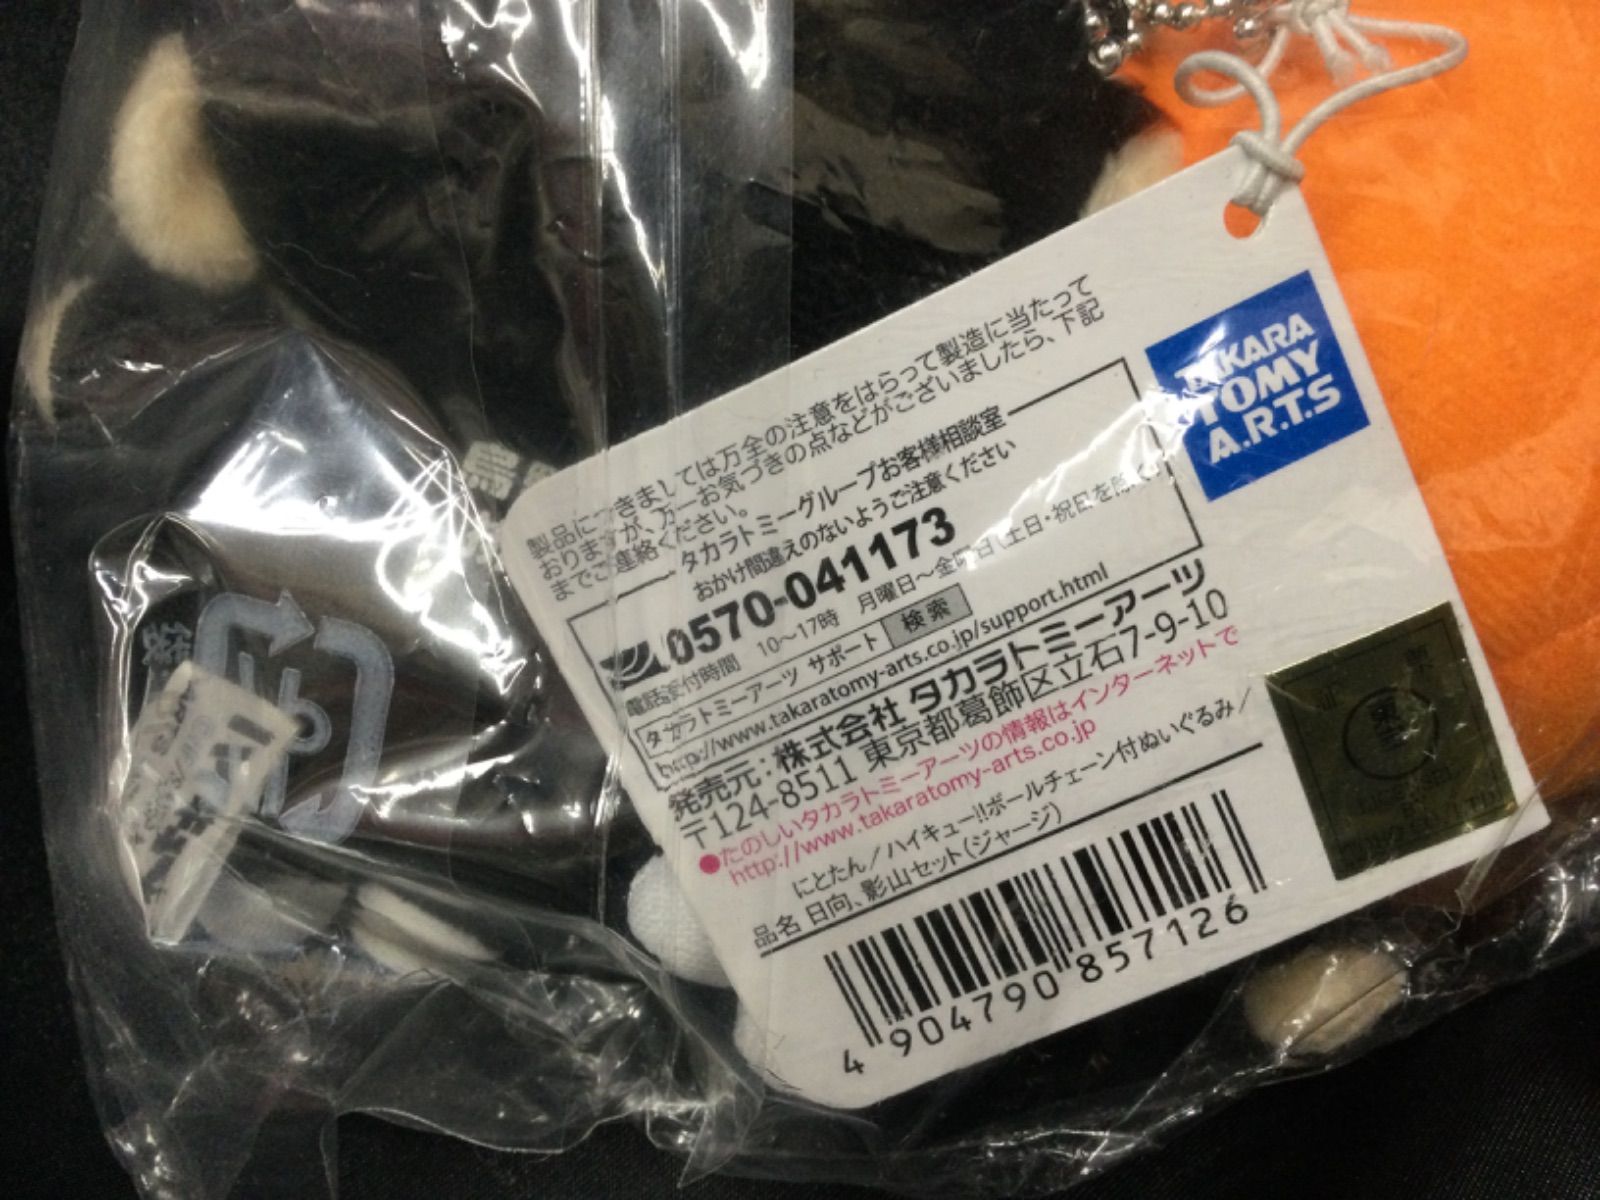 製品につきましては万全の注意をはらって製造に当たって
おりますが、万一お気づきの点などがございましたら、下記
までご連絡ください。
タカラトミーグループお客様相談室
おかけ間違えのないようご注意ください
0570-041173
電話受付時間 10～17時 月曜日～金曜日(土日・祝日を除く)
タカラトミーアーツ サポート 検索
http://www.takaratomy-arts.co.jp/support.html
発売元:株式会社 タカラトミーアーツ
〒124-8511 東京都葛飾区立石7-9-10
●たのしいタカラトミーアーツの情報はインターネットで
http://www.takaratomy-arts.co.jp
にとたん/ハイキュー!!ボールチェーン付ぬいぐるみ/
品名 日向、影山セット(ジャージ)
4 904790 857126
TAKARA
TOMY
A.R.T.S